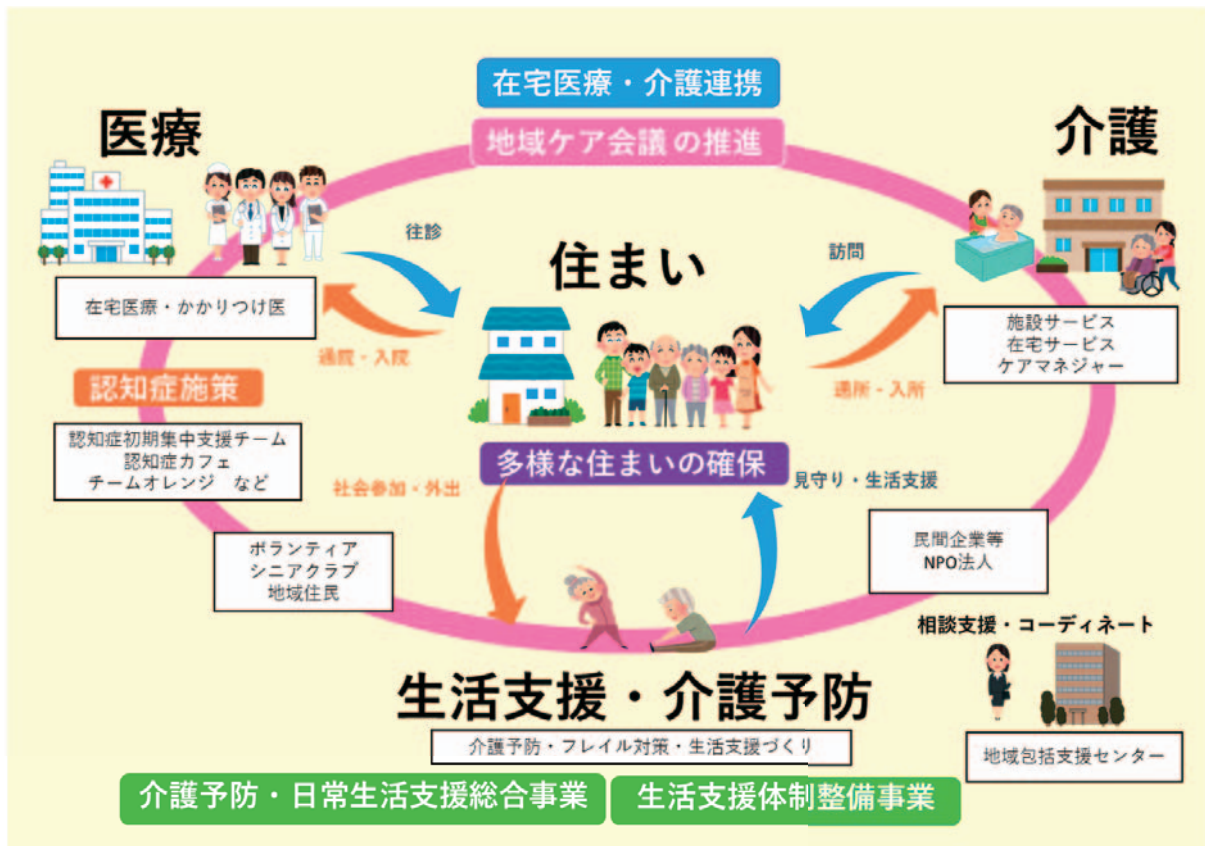 在宅医療・介護連携
地域ケア会議の推進
医療
介護
往診
住まい
訪問
在宅医療・かかりつけ医
通院・入院
施設サービス
在宅サービス
ケアマネジャー
通所・入所
認知症施策
認知症初期集中支援チーム
認知症カフェ
チームオレンジ など
多様な住まいの確保
社会参加・外出
見守り・生活支援
ボランティア
シニアクラブ
地域住民
民間企業等
NPO法人
相談支援・コーディネート
生活支援・介護予防
介護予防・フレイル対策・生活支援づくり
地域包括支援センター
介護予防・日常生活支援総合事業
生活支援体制整備事業